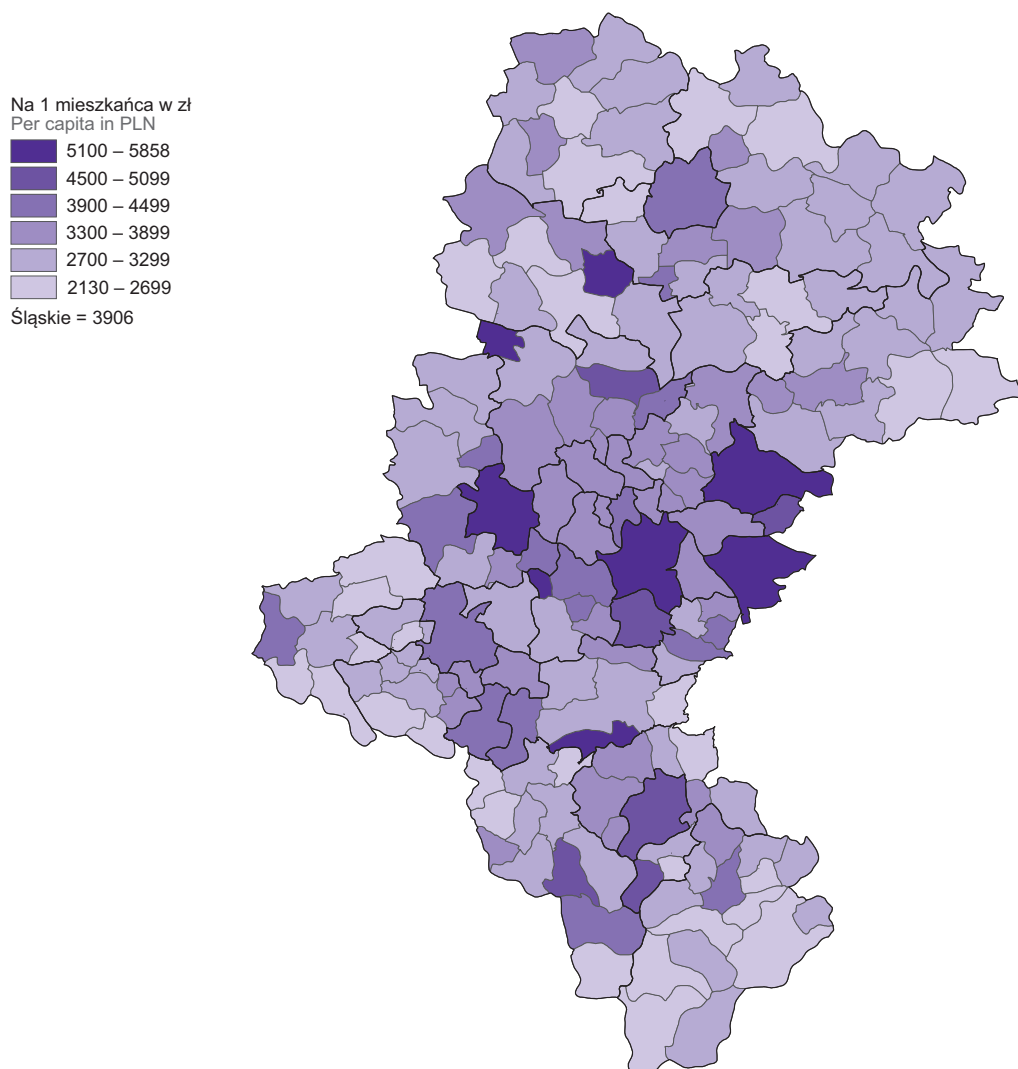 Na 1 mieszkańca w zł
Per capita in PLN
5100 – 5858
4500 – 5099
3900 – 4499
3300 – 3899
2700 – 3299
2130 – 2699
Śląskie = 3906